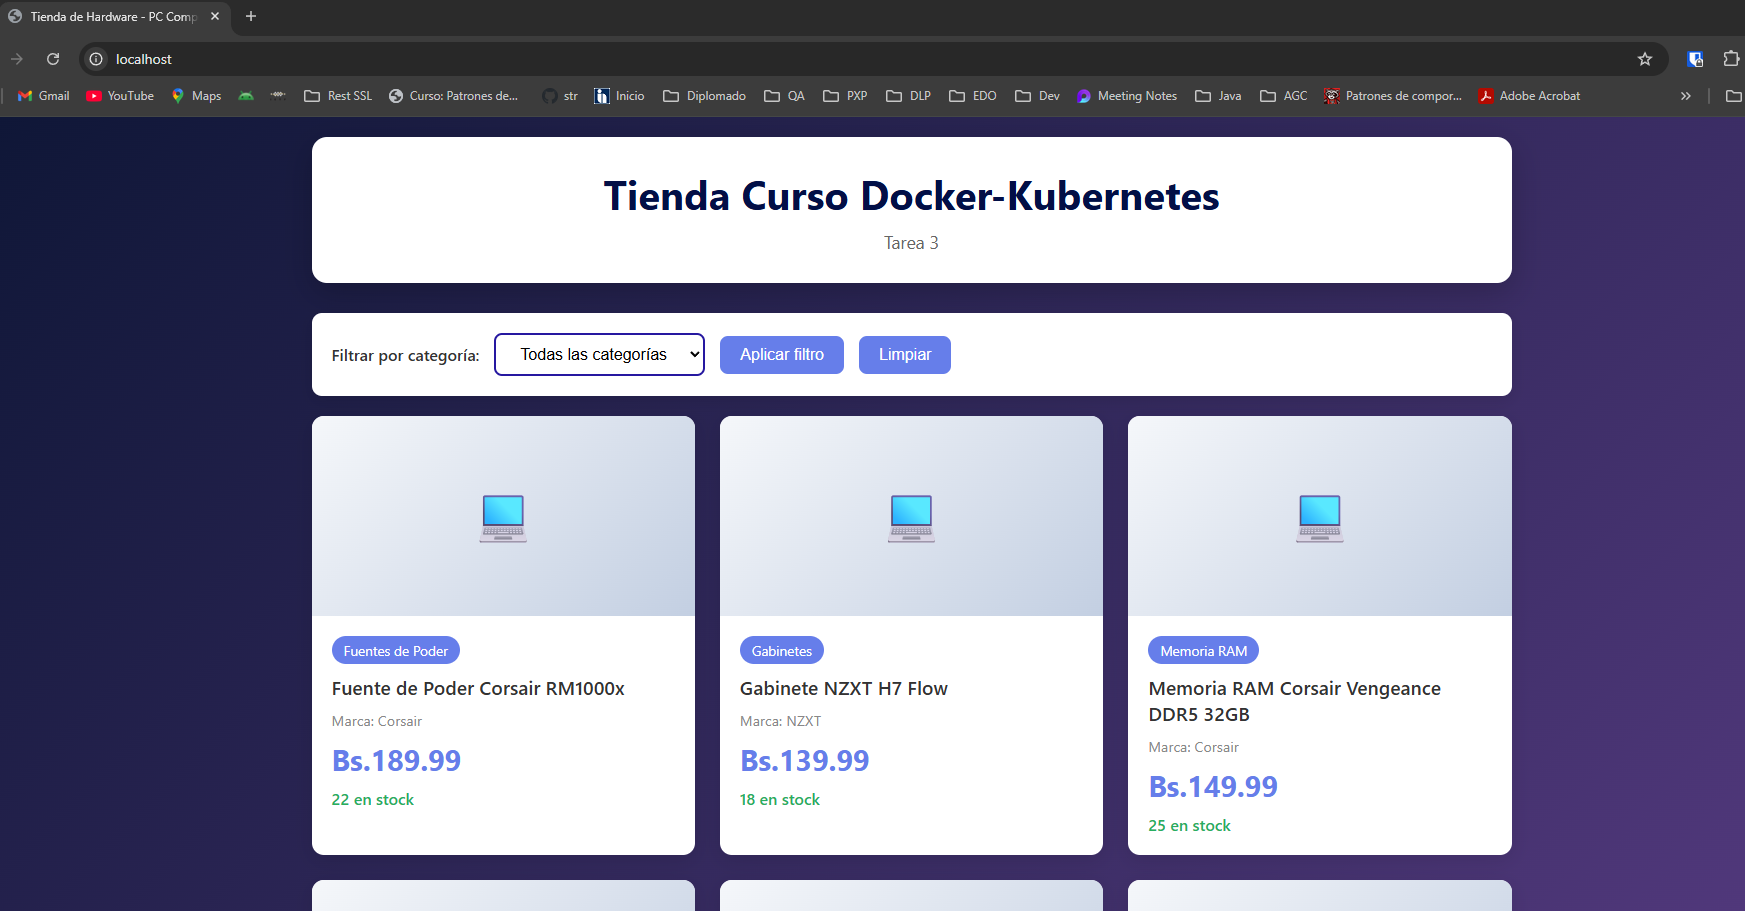 Tienda de Hardware - PC Comp
localhost
Gmail YouTube Maps Rest SSL Curso: Patrones de... str Inicio Diplomado QA PXP DLP EDO Dev Meeting Notes Java AGC Patrones de compor... Adobe Acrobat
Tienda Curso Docker-Kubernetes
Tarea 3
Filtrar por categoría: Todas las categorías Aplicar filtro Limpiar
Fuentes de Poder
Fuente de Poder Corsair RM1000x
Marca: Corsair
Bs.189.99
22 en stock
Gabinetes
Gabinete NZXT H7 Flow
Marca: NZXT
Bs.139.99
18 en stock
Memoria RAM
Memoria RAM Corsair Vengeance
DDR5 32GB
Marca: Corsair
Bs.149.99
25 en stock